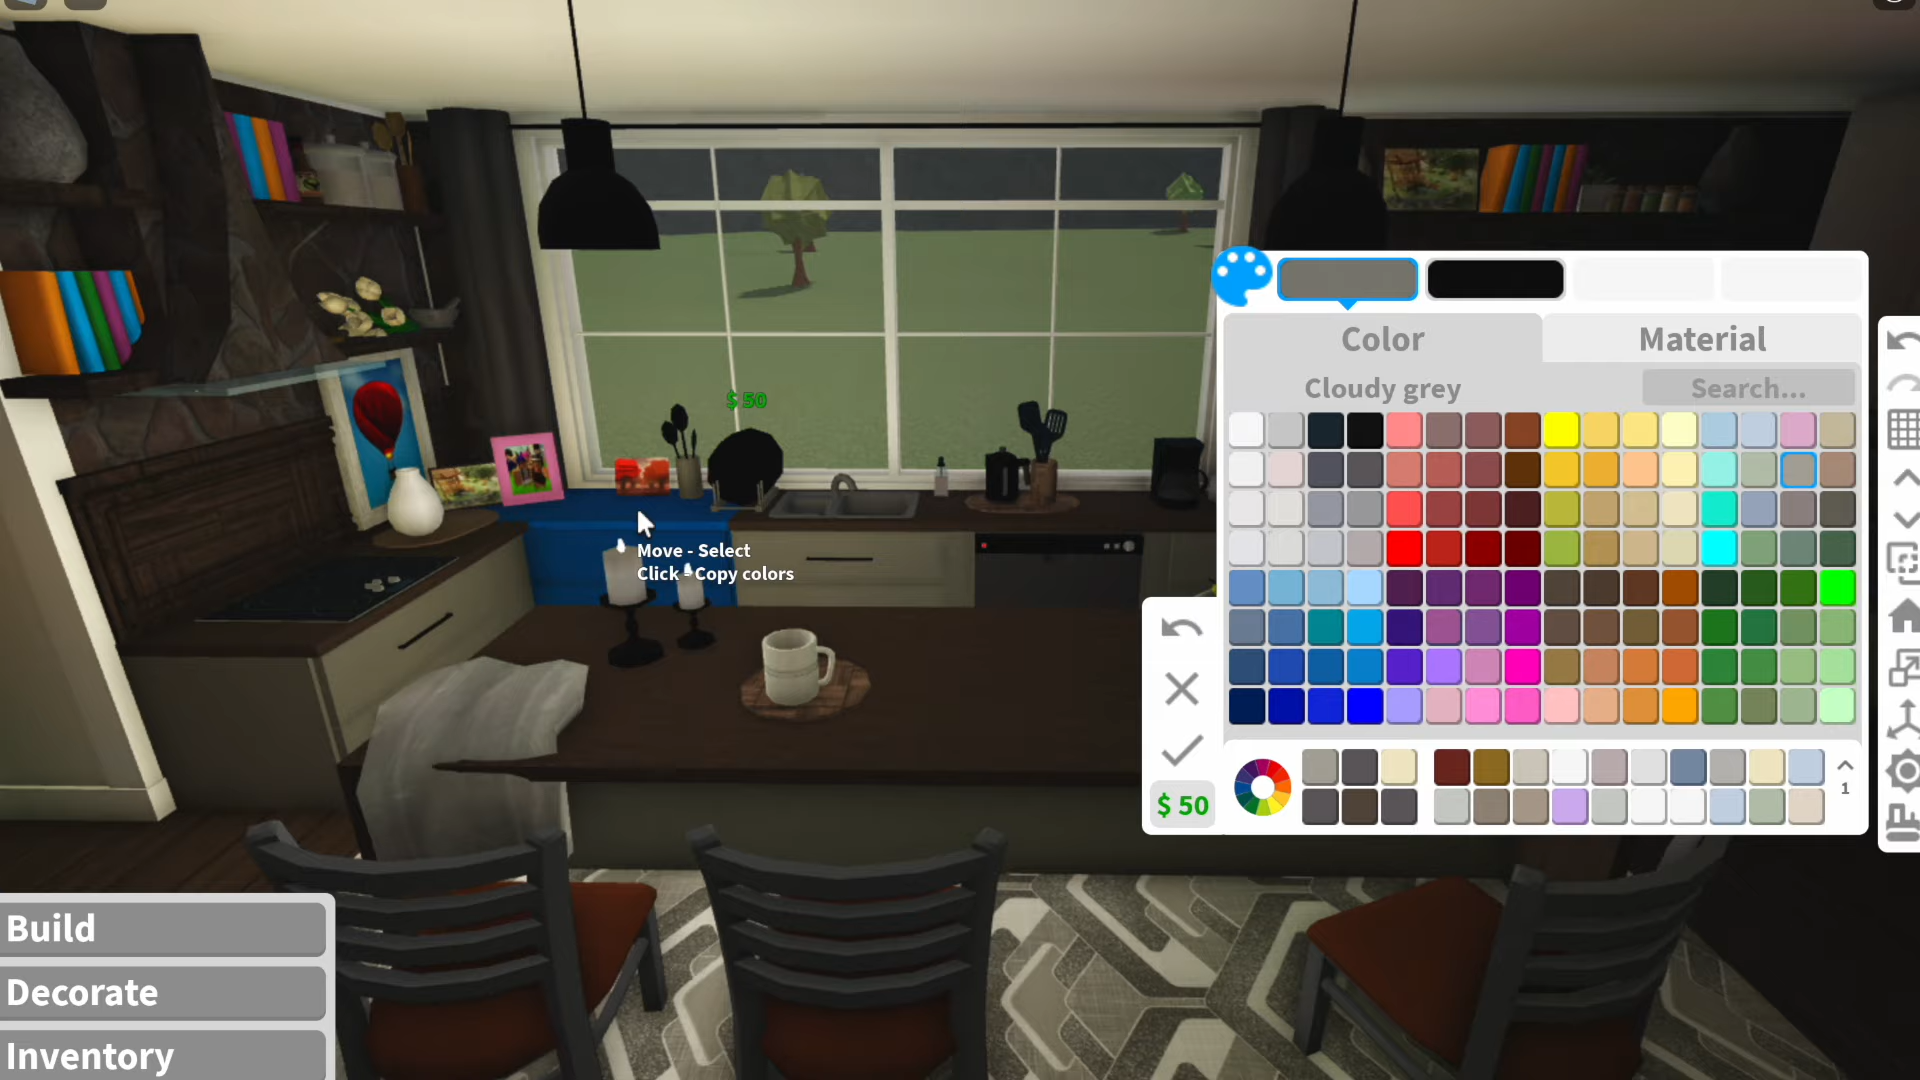 $ 50
Color
Material
Cloudy grey
Search...
Move - Select
Click - Copy colors
$ 50
1
Build
Decorate
Inventory